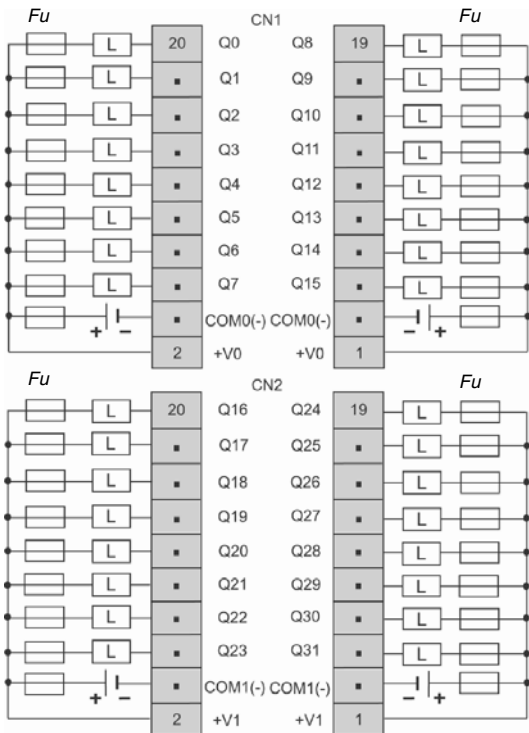 Fu CN1 Fu
L 20 Q0 Q8 19 L
L Q1 Q9 L
L Q2 Q10 L
L Q3 Q11 L
L Q4 Q12 L
L Q5 Q13 L
L Q6 Q14 L
L Q7 Q15 L
+ - COM0(-) COM0(-) - +
2 +V0 +V0 1
Fu CN2 Fu
L 20 Q16 Q24 19 L
L Q17 Q25 L
L Q18 Q26 L
L Q19 Q27 L
L Q20 Q28 L
L Q21 Q29 L
L Q22 Q30 L
L Q23 Q31 L
+ - COM1(-) COM1(-) - +
2 +V1 +V1 1